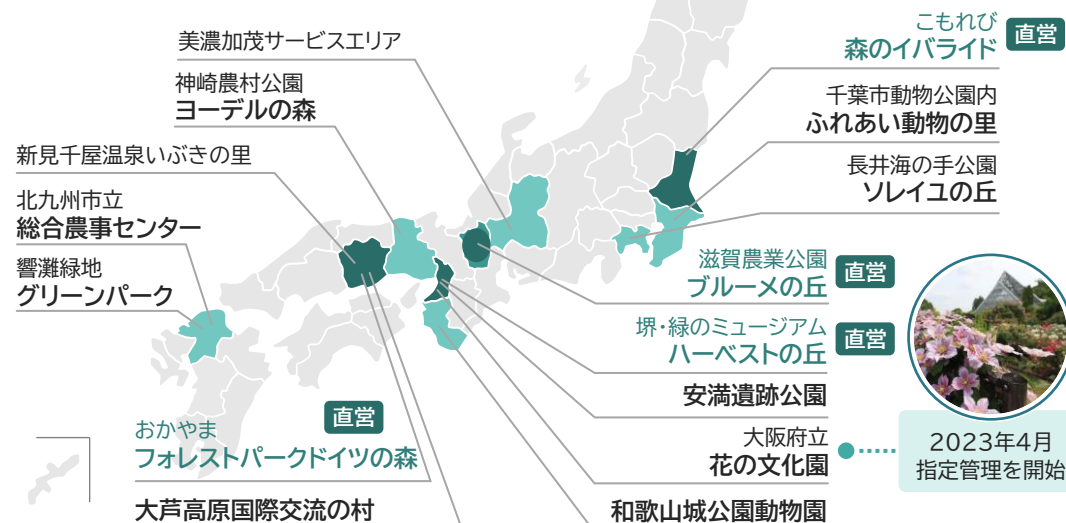 美濃加茂サービスエリア
神崎農村公園
ヨーデルの森
新見千屋温泉いぶきの里
北九州市立
総合農事センター
響灘緑地
グリーンパーク
直営
おかやま
フォレストパークドイツの森
大芦高原国際交流の村
こもれび
森のイバライド
直営
千葉市動物公園内
ふれあい動物の里
長井海の手公園
ソレイユの丘
滋賀農業公園
ブルーメの丘
直営
堺・緑のミュージアム
ハーベストの丘
直営
安満遺跡公園
大阪府立
花の文化園
和歌山城公園動物園
2023年4月
指定管理を開始